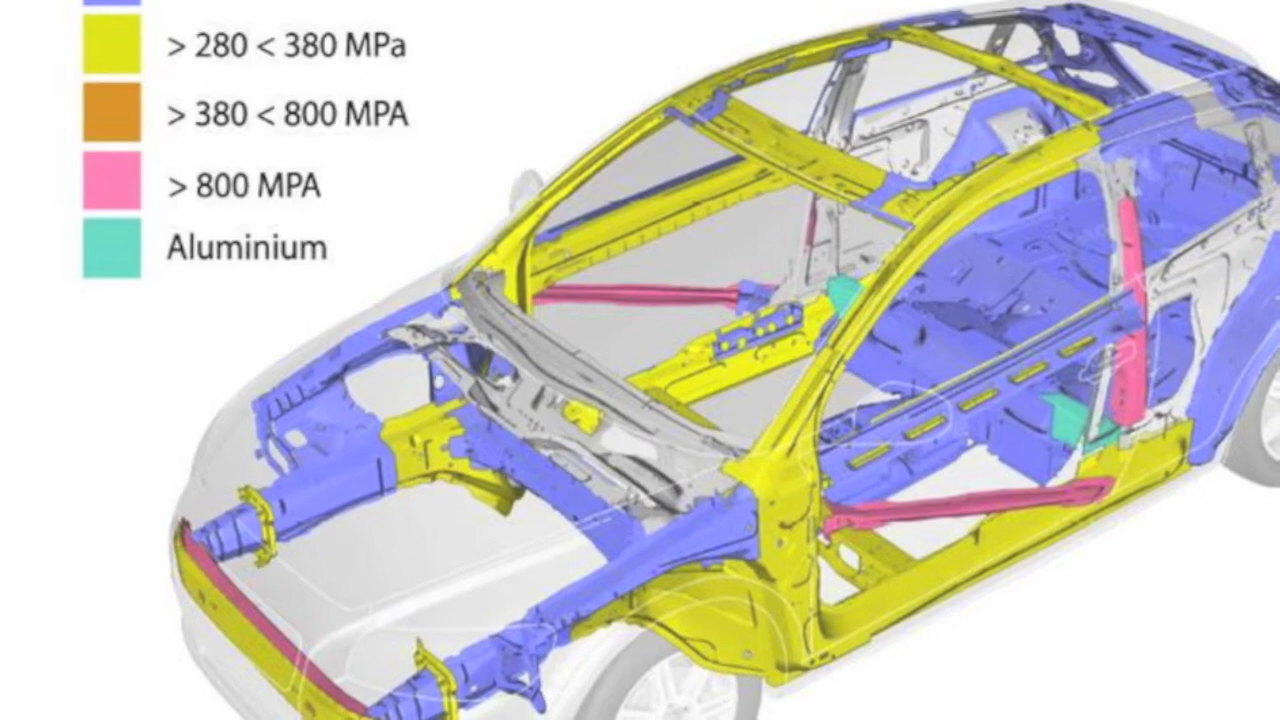 > 280 < 380 MPa
> 380 < 800 MPA
> 800 MPA
Aluminium